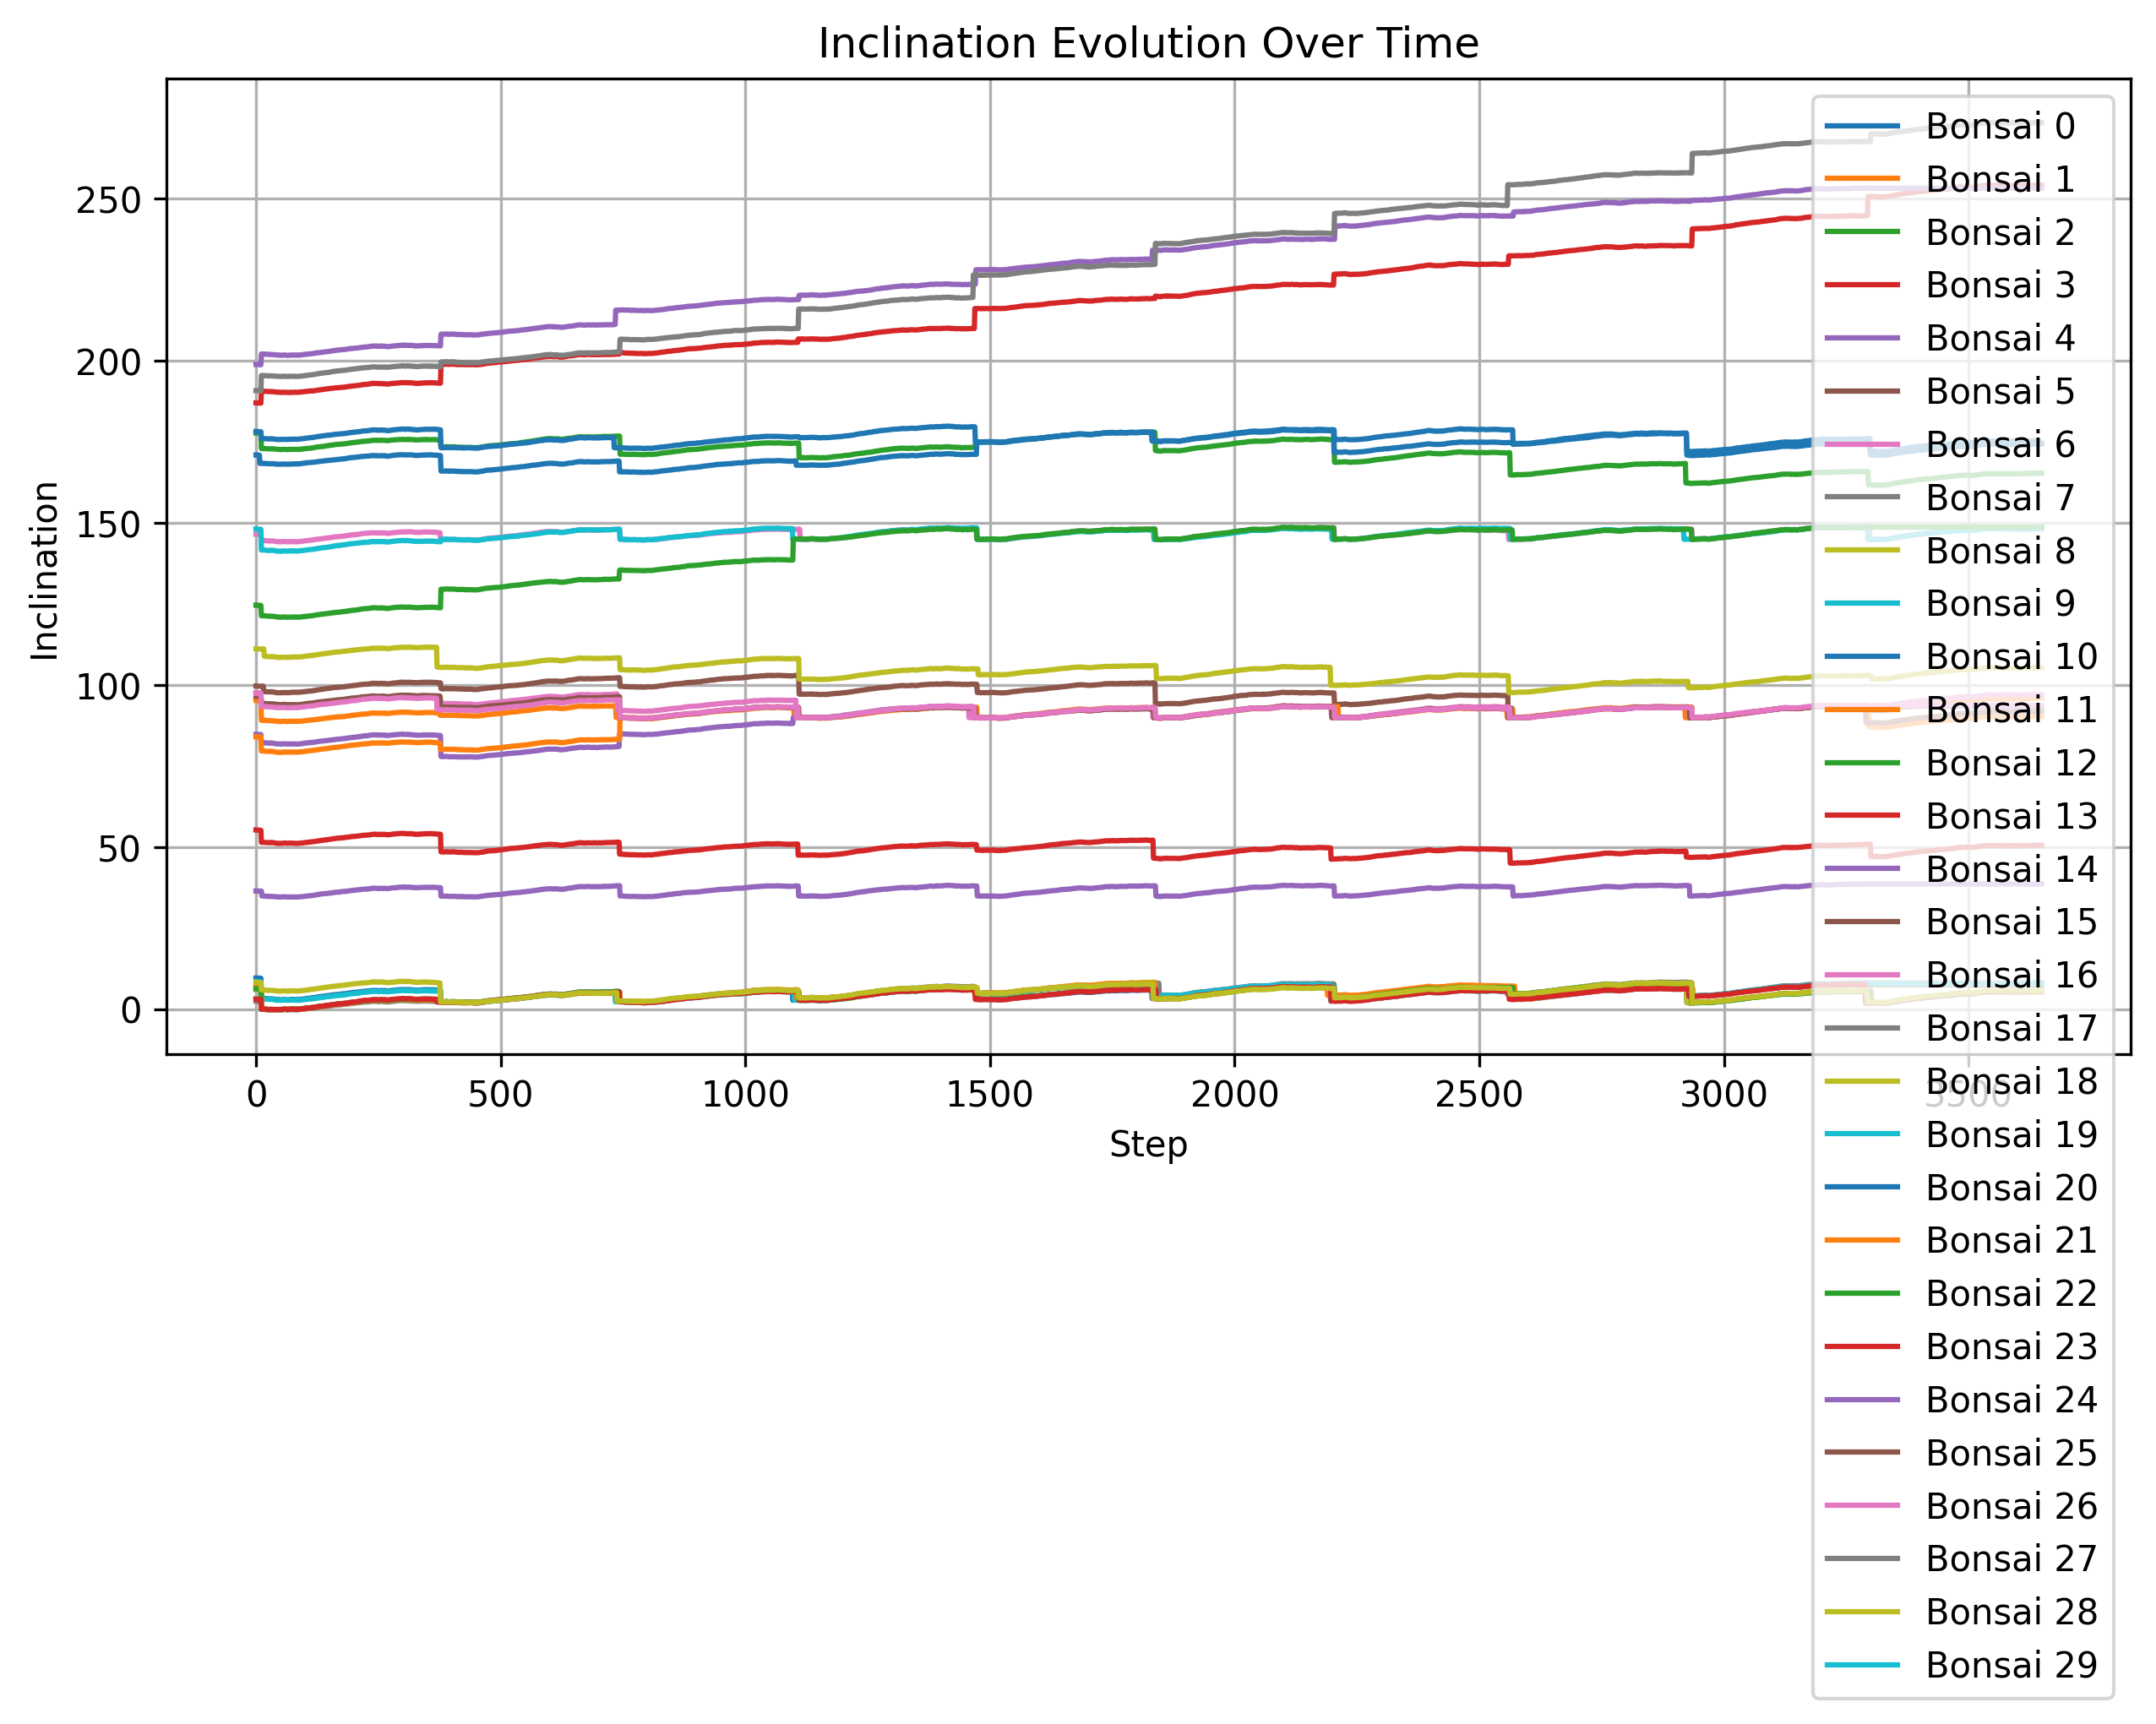 Inclination Evolution Over Time
Inclination
250
200
150
100
50
0
0
500
1000
1500
2000
2500
3000
3500
Step
Bonsai 0
Bonsai 1
Bonsai 2
Bonsai 3
Bonsai 4
Bonsai 5
Bonsai 6
Bonsai 7
Bonsai 8
Bonsai 9
Bonsai 10
Bonsai 11
Bonsai 12
Bonsai 13
Bonsai 14
Bonsai 15
Bonsai 16
Bonsai 17
Bonsai 18
Bonsai 19
Bonsai 20
Bonsai 21
Bonsai 22
Bonsai 23
Bonsai 24
Bonsai 25
Bonsai 26
Bonsai 27
Bonsai 28
Bonsai 29